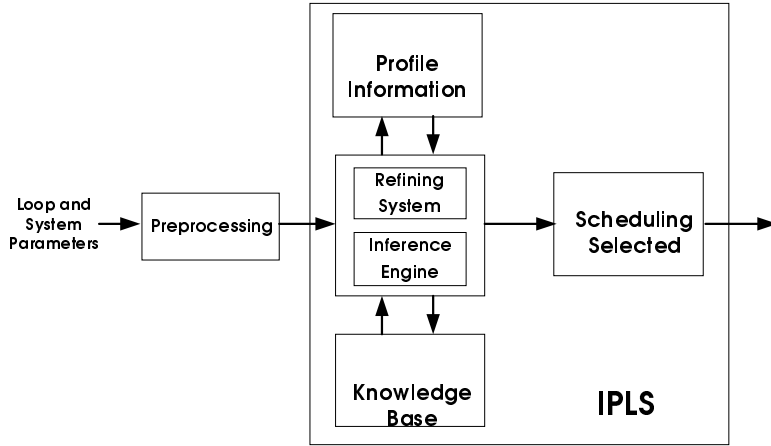 Profile
Information
Refining
System
Loop and
System
Parameters
Preprocessing
Inference
Engine
Scheduling
Selected
Knowledge
Base
IPLS